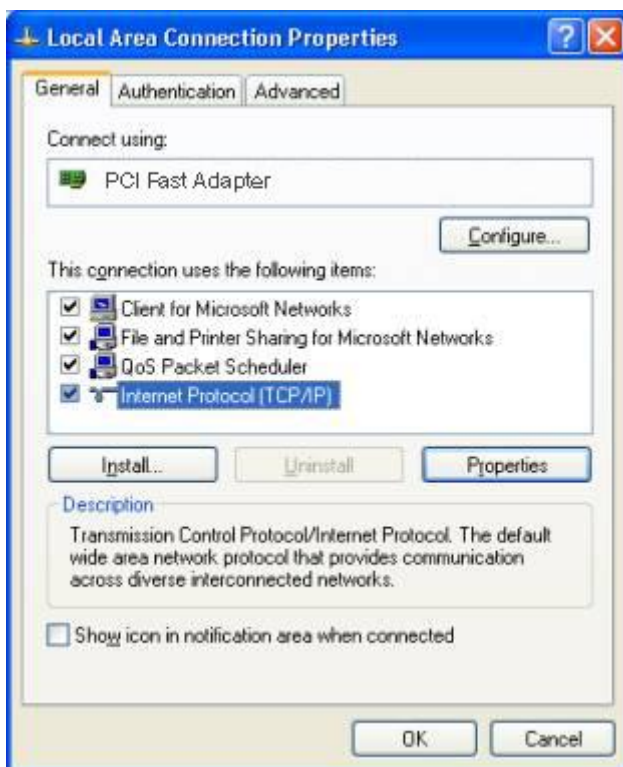 Local Area Connection Properties
General Authentication Advanced
Connect using:
PCI Fast Adapter
Configure...
This connection uses the following items:
Client for Microsoft Networks
File and Printer Sharing for Microsoft Networks
QoS Packet Scheduler
Internet Protocol (TCP/IP)
Install... Uninstall Properties
Description
Transmission Control Protocol/Internet Protocol. The default
wide area network protocol that provides communication
across diverse interconnected networks.
Show icon in notification area when connected
OK Cancel